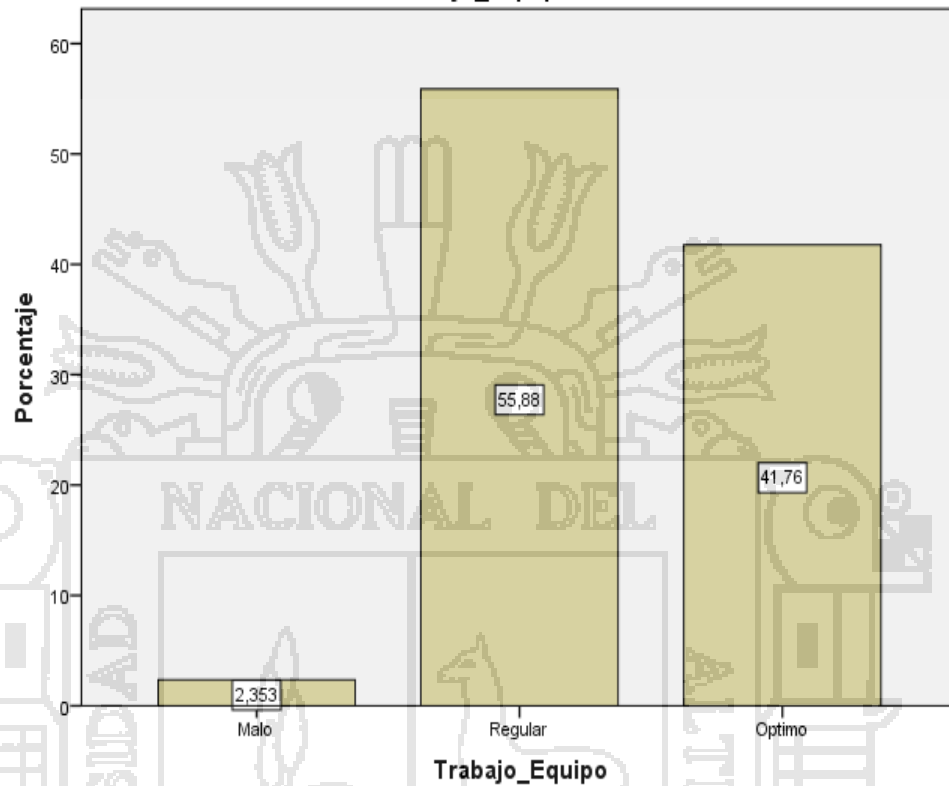 60
50
40
30
20
10
0
Porcentaje
2,353
55,88
41,76
Malo
Regular
Optimo
Trabajo_Equipo
NACIONAL DEL